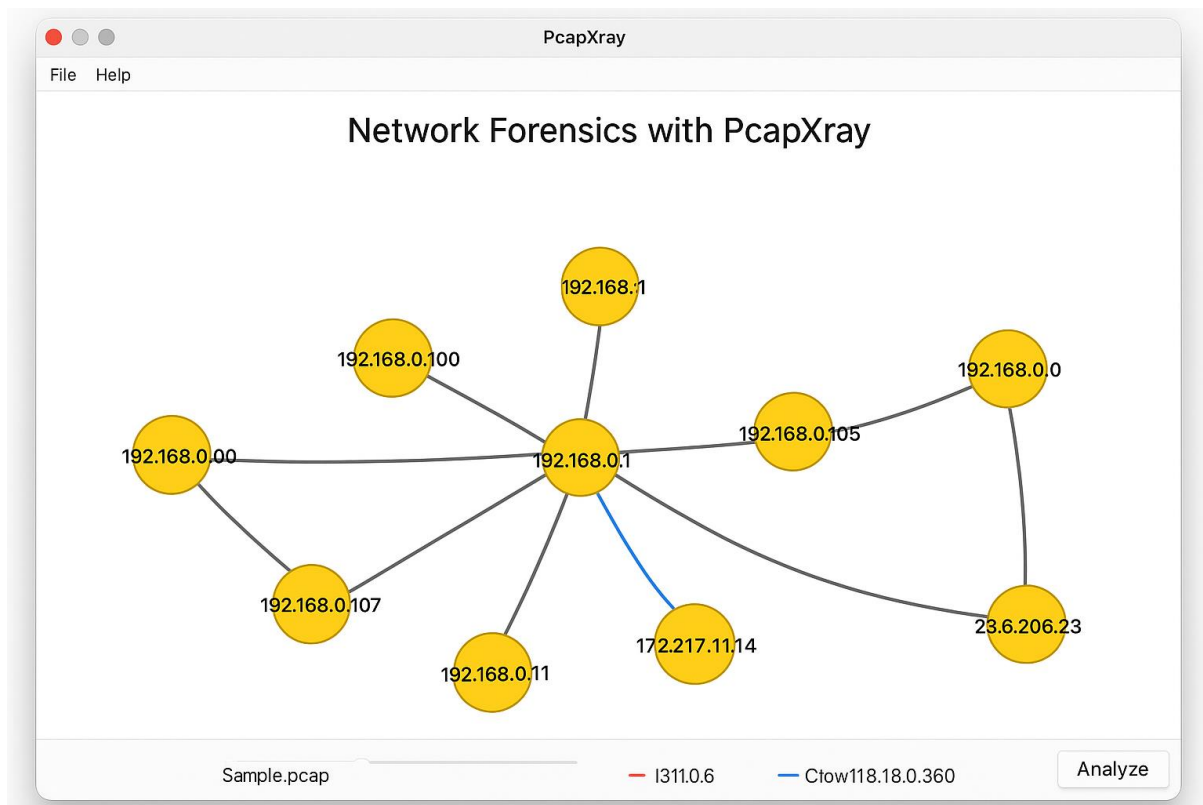 PcapXray
File Help
Network Forensics with PcapXray
192.168.:1
192.168.0.100
192.168.0.0
192.168.0.105
192.168.0.00
192.168.0.1
192.168.0.107
23.6.206.23
172.217.11.14
192.168.0.11
Sample.pcap
I311.0.6
Ctow118.18.0.360
Analyze